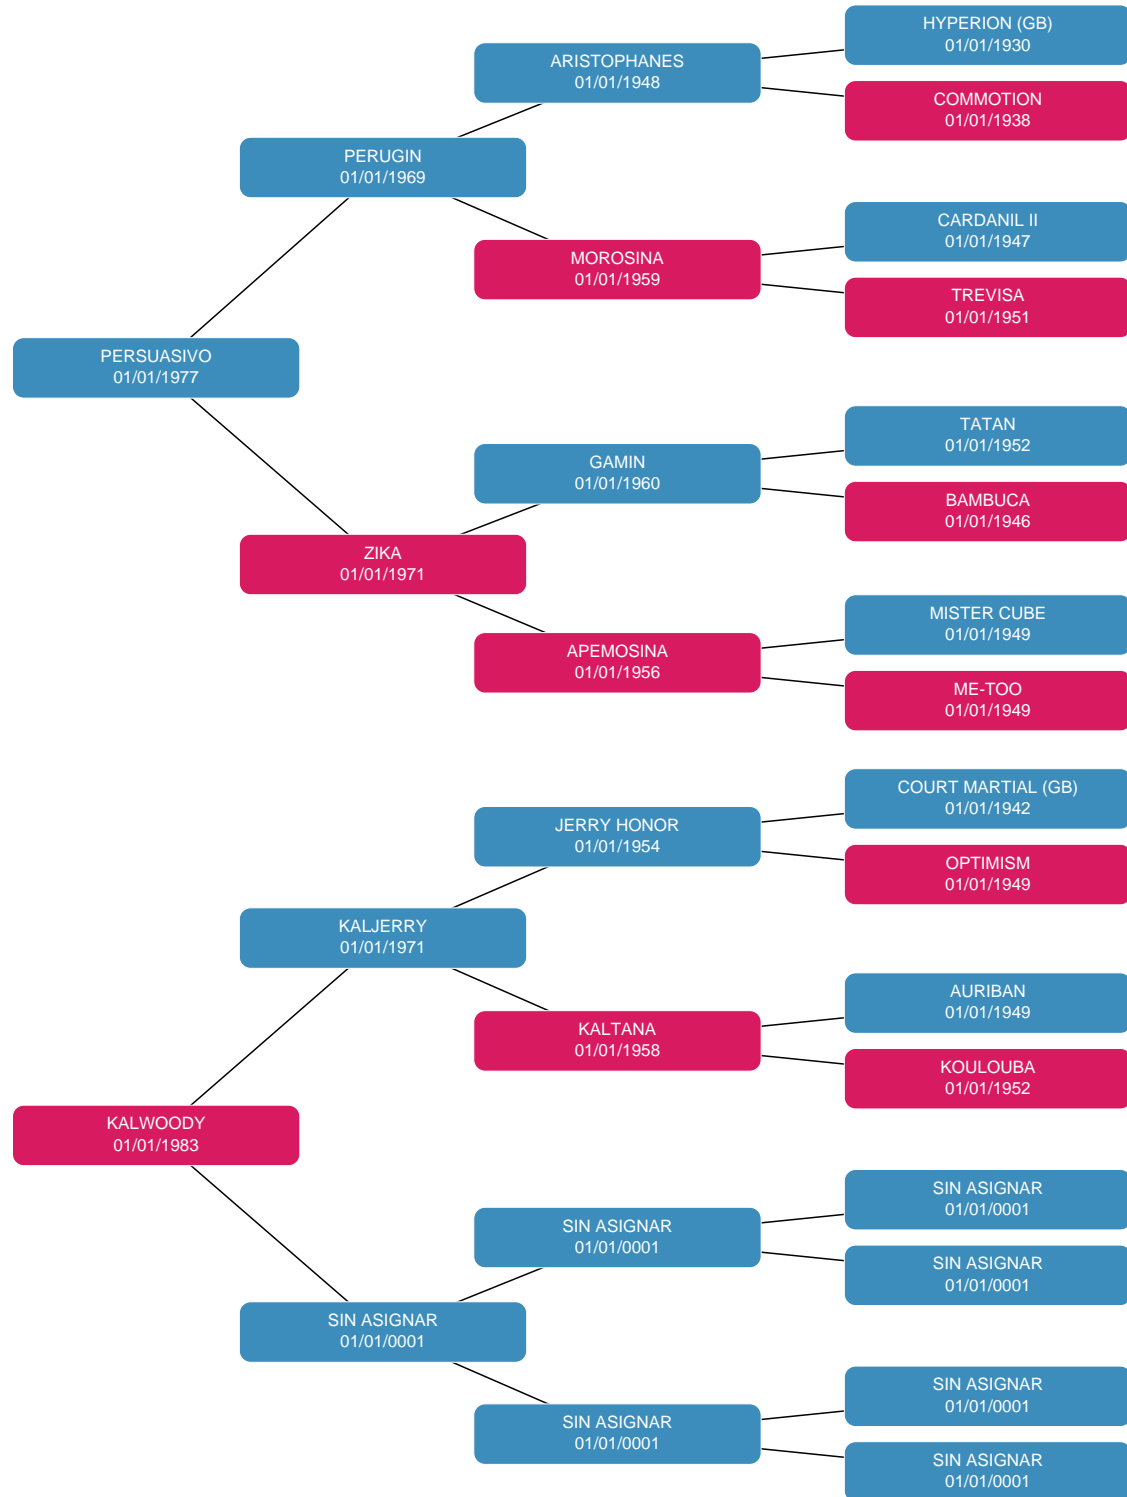 HYPERION (GB)
01/01/1930
ARISTOPHANES
01/01/1948
COMMOTION
01/01/1938
PERUGIN
01/01/1969
CARDANIL II
01/01/1947
MOROSINA
01/01/1959
TREVISA
01/01/1951
PERSUASIVO
01/01/1977
TATAN
01/01/1952
GAMIN
01/01/1960
BAMBUCA
01/01/1946
ZIKA
01/01/1971
MISTER CUBE
01/01/1949
APEMOSINA
01/01/1956
ME-TOO
01/01/1949
COURT MARTIAL (GB)
01/01/1942
JERRY HONOR
01/01/1954
OPTIMISM
01/01/1949
KALJERRY
01/01/1971
AURIBAN
01/01/1949
KALTANA
01/01/1958
KOULOUBA
01/01/1952
KALWOODY
01/01/1983
SIN ASIGNAR
01/01/0001
SIN ASIGNAR
01/01/0001
SIN ASIGNAR
01/01/0001
SIN ASIGNAR
01/01/0001
SIN ASIGNAR
01/01/0001
SIN ASIGNAR
01/01/0001
SIN ASIGNAR
01/01/0001